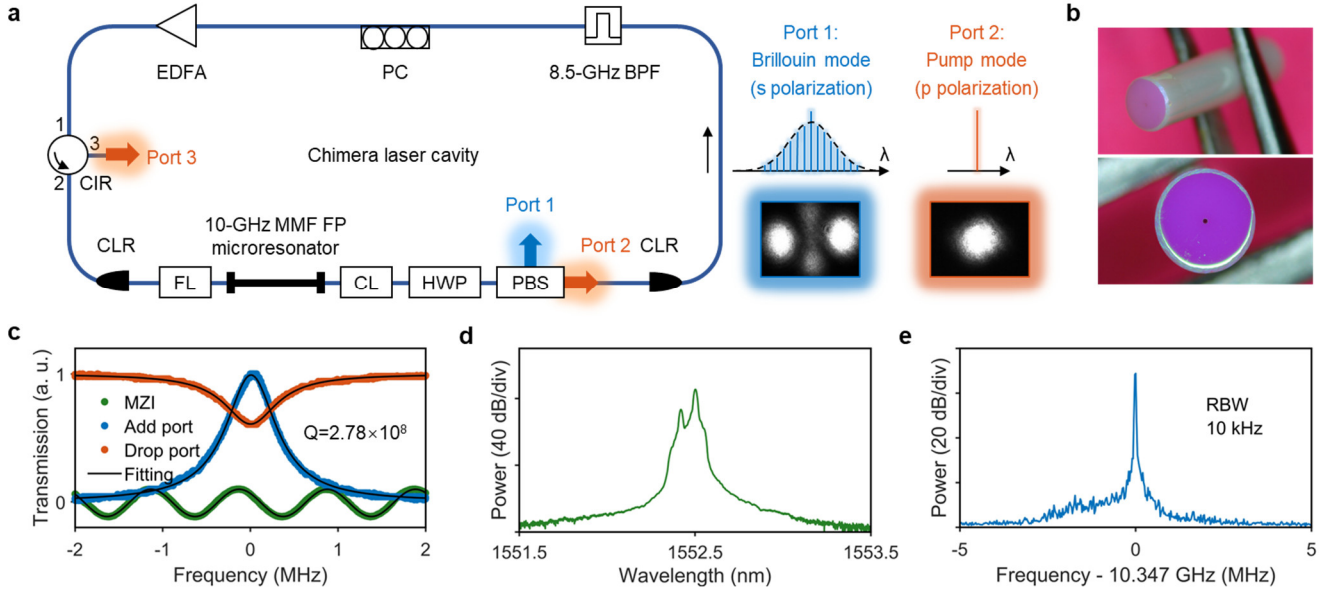 a
EDFA
PC
8.5-GHz BPF
1
3
2
CIR
Port 3
Chimera laser cavity
10-GHz MMF FP
microresonator
Port 1
Port 2
CLR
CLR
FL
CL
HWP
PBS
Port 1:
Brillouin mode
(s polarization)
λ
Port 2:
Pump mode
(p polarization)
λ
b
c
Transmission (a. u.)
1
0
MZI
Add port
Drop port
Fitting
Q=2.78×10⁸
-2
-1
0
1
2
Frequency (MHz)
d
Power (40 dB/div)
1551.5
1552.5
1553.5
Wavelength (nm)
e
Power (20 dB/div)
RBW
10 kHz
-5
0
5
Frequency - 10.347 GHz (MHz)